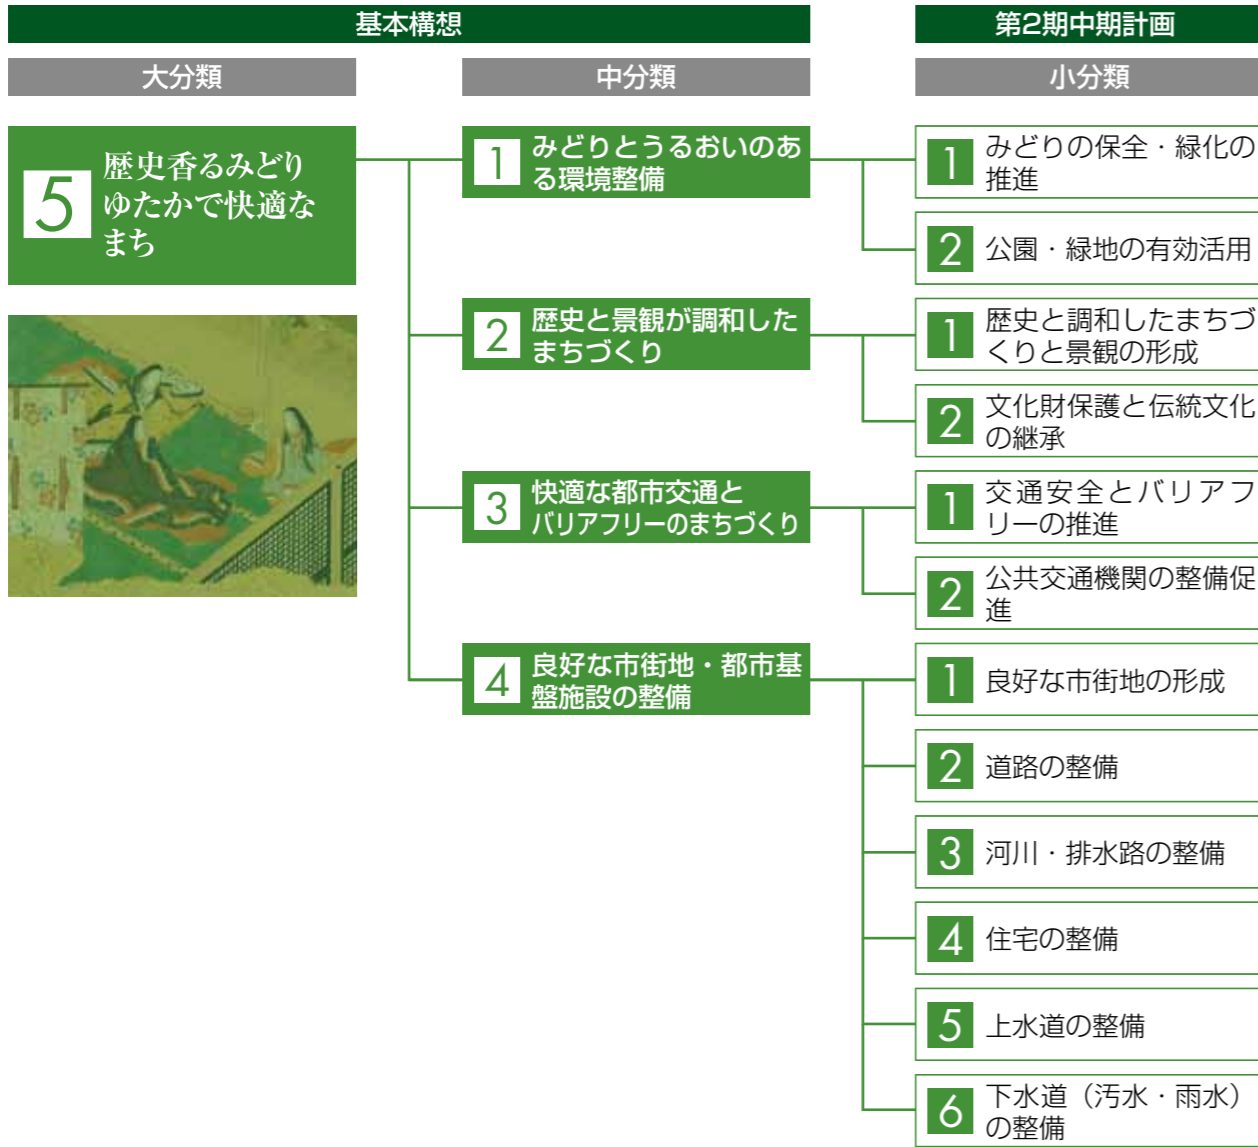 基本構想
第2期中期計画
大分類
中分類
小分類
5
歴史香るみどり
ゆたかで快適な
まち
1
みどりとうるおいのあ
る環境整備
1
みどりの保全・緑化の
推進
2
公園・緑地の有効活用
2
歴史と景観が調和した
まちづくり
1
歴史と調和したまちづ
くりと景観の形成
2
文化財保護と伝統文化
の継承
3
快適な都市交通と
バリアフリーのまちづくり
1
交通安全とバリアフ
リーの推進
2
公共交通機関の整備促
進
4
良好な市街地・都市基
盤施設の整備
1
良好な市街地の形成
2
道路の整備
3
河川・排水路の整備
4
住宅の整備
5
上水道の整備
6
下水道（汚水・雨水）
の整備